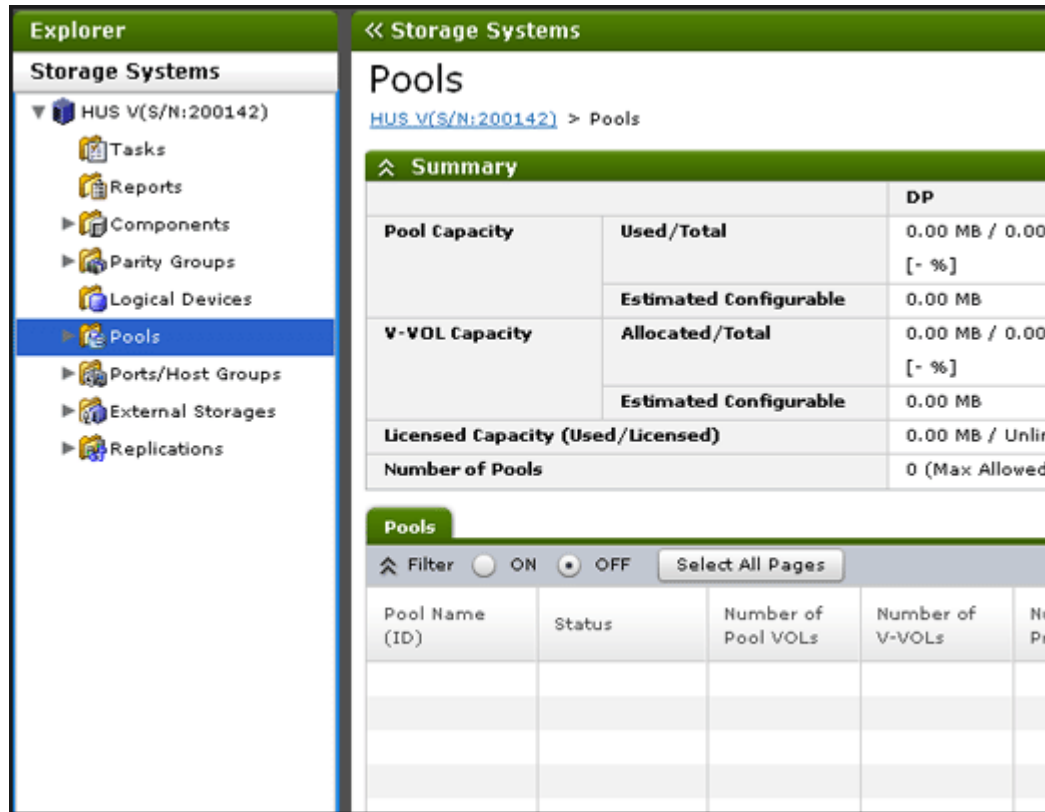 Explorer
Storage Systems
HUS V(S/N:200142)
Tasks
Reports
Components
Parity Groups
Logical Devices
Pools
Ports/Host Groups
External Storages
Replications
« Storage Systems
Pools
HUS V(S/N:200142) > Pools
Summary
DP
Pool Capacity Used/Total 0.00 MB / 0.00
[- %]
Estimated Configurable 0.00 MB
V-VOL Capacity Allocated/Total 0.00 MB / 0.00
[- %]
Estimated Configurable 0.00 MB
Licensed Capacity (Used/Licensed) 0.00 MB /
Number of Pools 0 (Max Allowed
Pools
Filter ON OFF Select All Pages
Pool Name Number of Number of
(ID) Status Pool VOLs V-VOLs